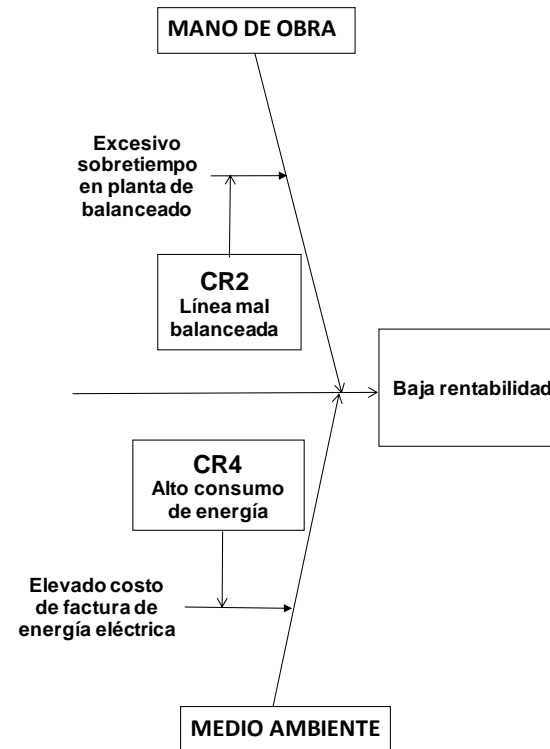 MANO DE OBRA
Excesivo
sobretiempo
en planta de
balanceado
CR2
Línea mal
balanceada
Baja rentabilidad
CR4
Alto consumo
de energía
Elevado costo
de factura de
energía eléctrica
MEDIO AMBIENTE